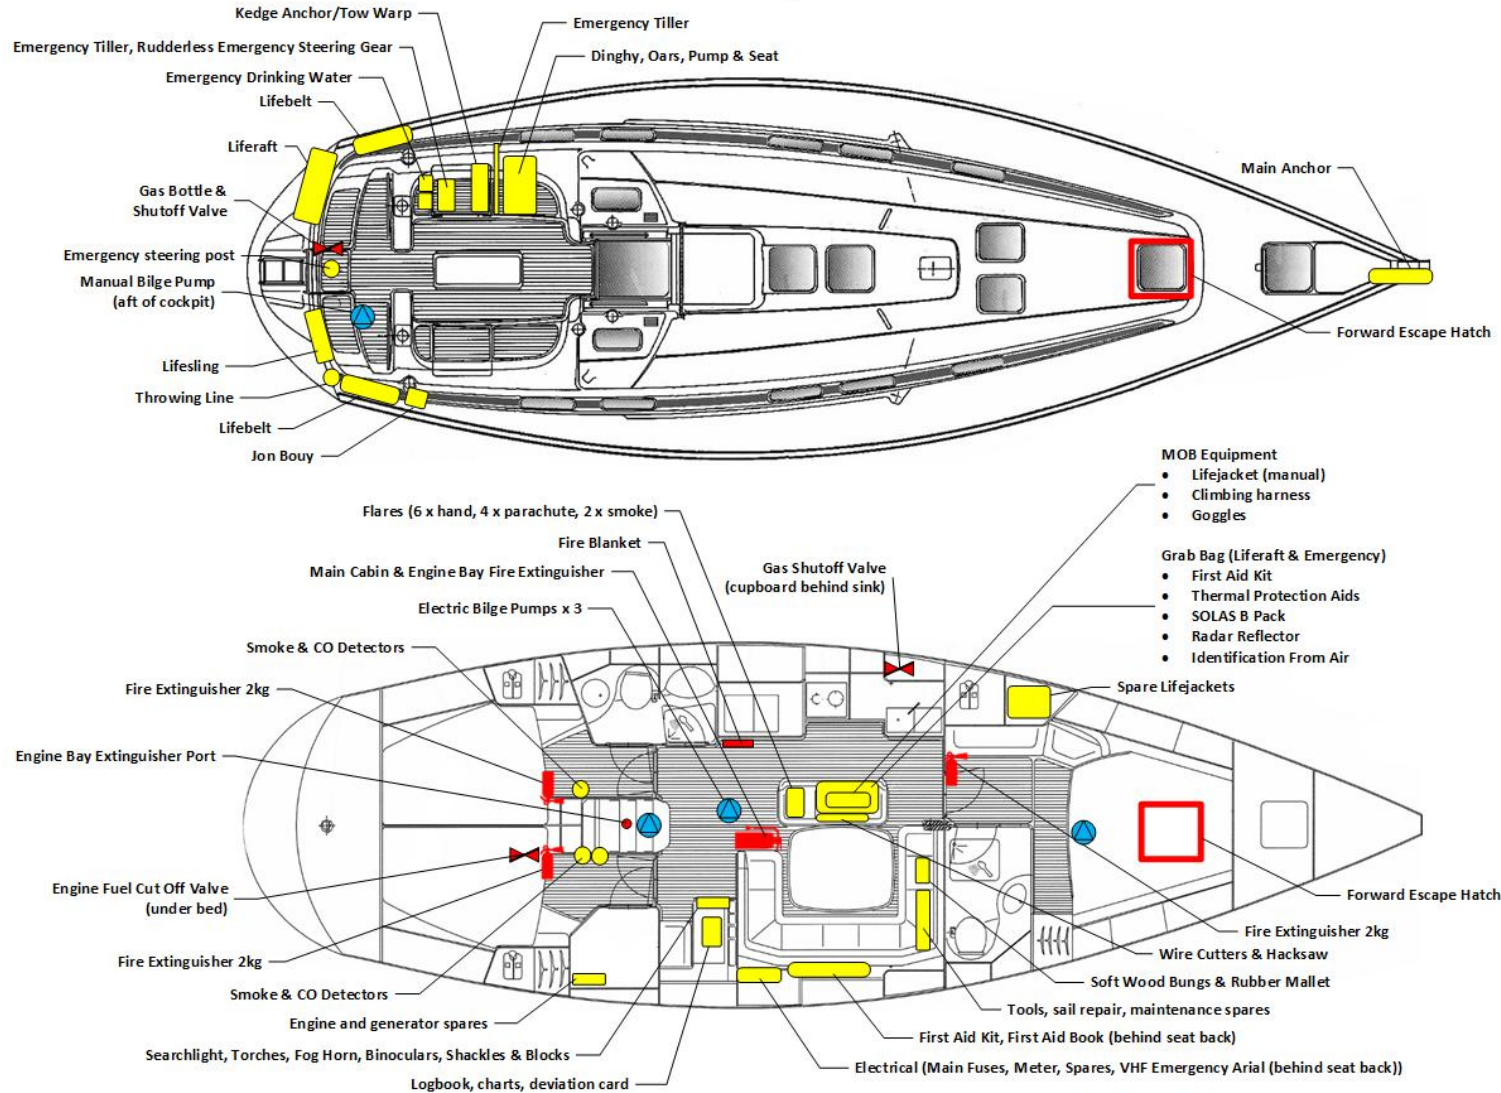 Kedge Anchor/Tow Warp
Emergency Tiller
Emergency Tiller, Rudderless Emergency Steering Gear
Dinghy, Oars, Pump & Seat
Emergency Drinking Water
Lifebelt
Liferaft
Main Anchor
Gas Bottle &
Shutoff Valve
Emergency steering post
Manual Bilge Pump
(aft of cockpit)
Forward Escape Hatch
Lifesling
Throwing Line
Lifebelt
Jon Bouy
MOB Equipment
• Lifejacket (manual)
• Climbing harness
• Goggles
Flares (6 x hand, 4 x parachute, 2 x smoke)
Fire Blanket
Main Cabin & Engine Bay Fire Extinguisher
Gas Shutoff Valve
(cupboard behind sink)
Grab Bag (Liferaft & Emergency)
• First Aid Kit
• Thermal Protection Aids
• SOLAS B Pack
• Radar Reflector
• Identification From Air
Electric Bilge Pumps x 3
Smoke & CO Detectors
Fire Extinguisher 2kg
Spare Lifejackets
Engine Bay Extinguisher Port
Engine Fuel Cut Off Valve
(under bed)
Forward Escape Hatch
Fire Extinguisher 2kg
Fire Extinguisher 2kg
Wire Cutters & Hacksaw
Smoke & CO Detectors
Soft Wood Bungs & Rubber Mallet
Engine and generator spares
Tools, sail repair, maintenance spares
First Aid Kit, First Aid Book (behind seat back)
Searchlight, Torches, Fog Horn, Binoculars, Shackles & Blocks
Electrical (Main Fuses, Meter, Spares, VHF Emergency Arial (behind seat back))
Logbook, charts, deviation card